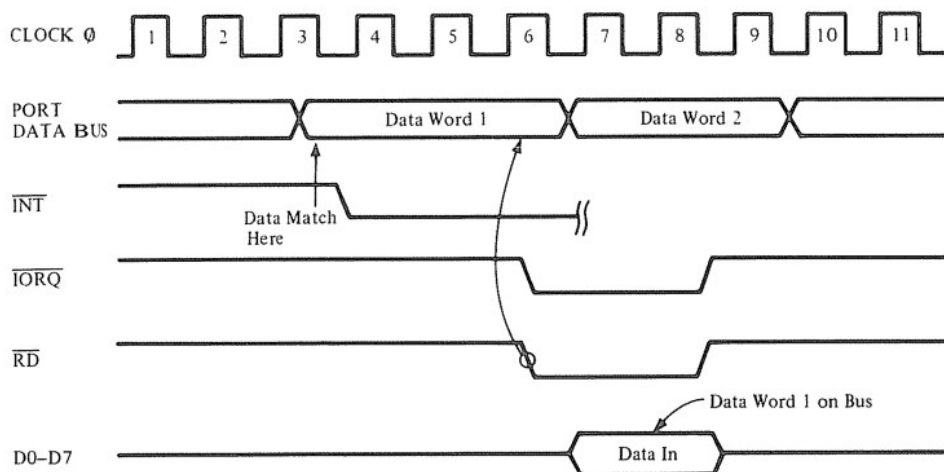 CLOCK Ø 1 2 3 4 5 6 7 8 9 10 11
PORT
DATA BUS
Data Word 1 Data Word 2
INT
Data Match
Here
IORQ
RD
Data Word 1 on Bus
D0–D7 Data In